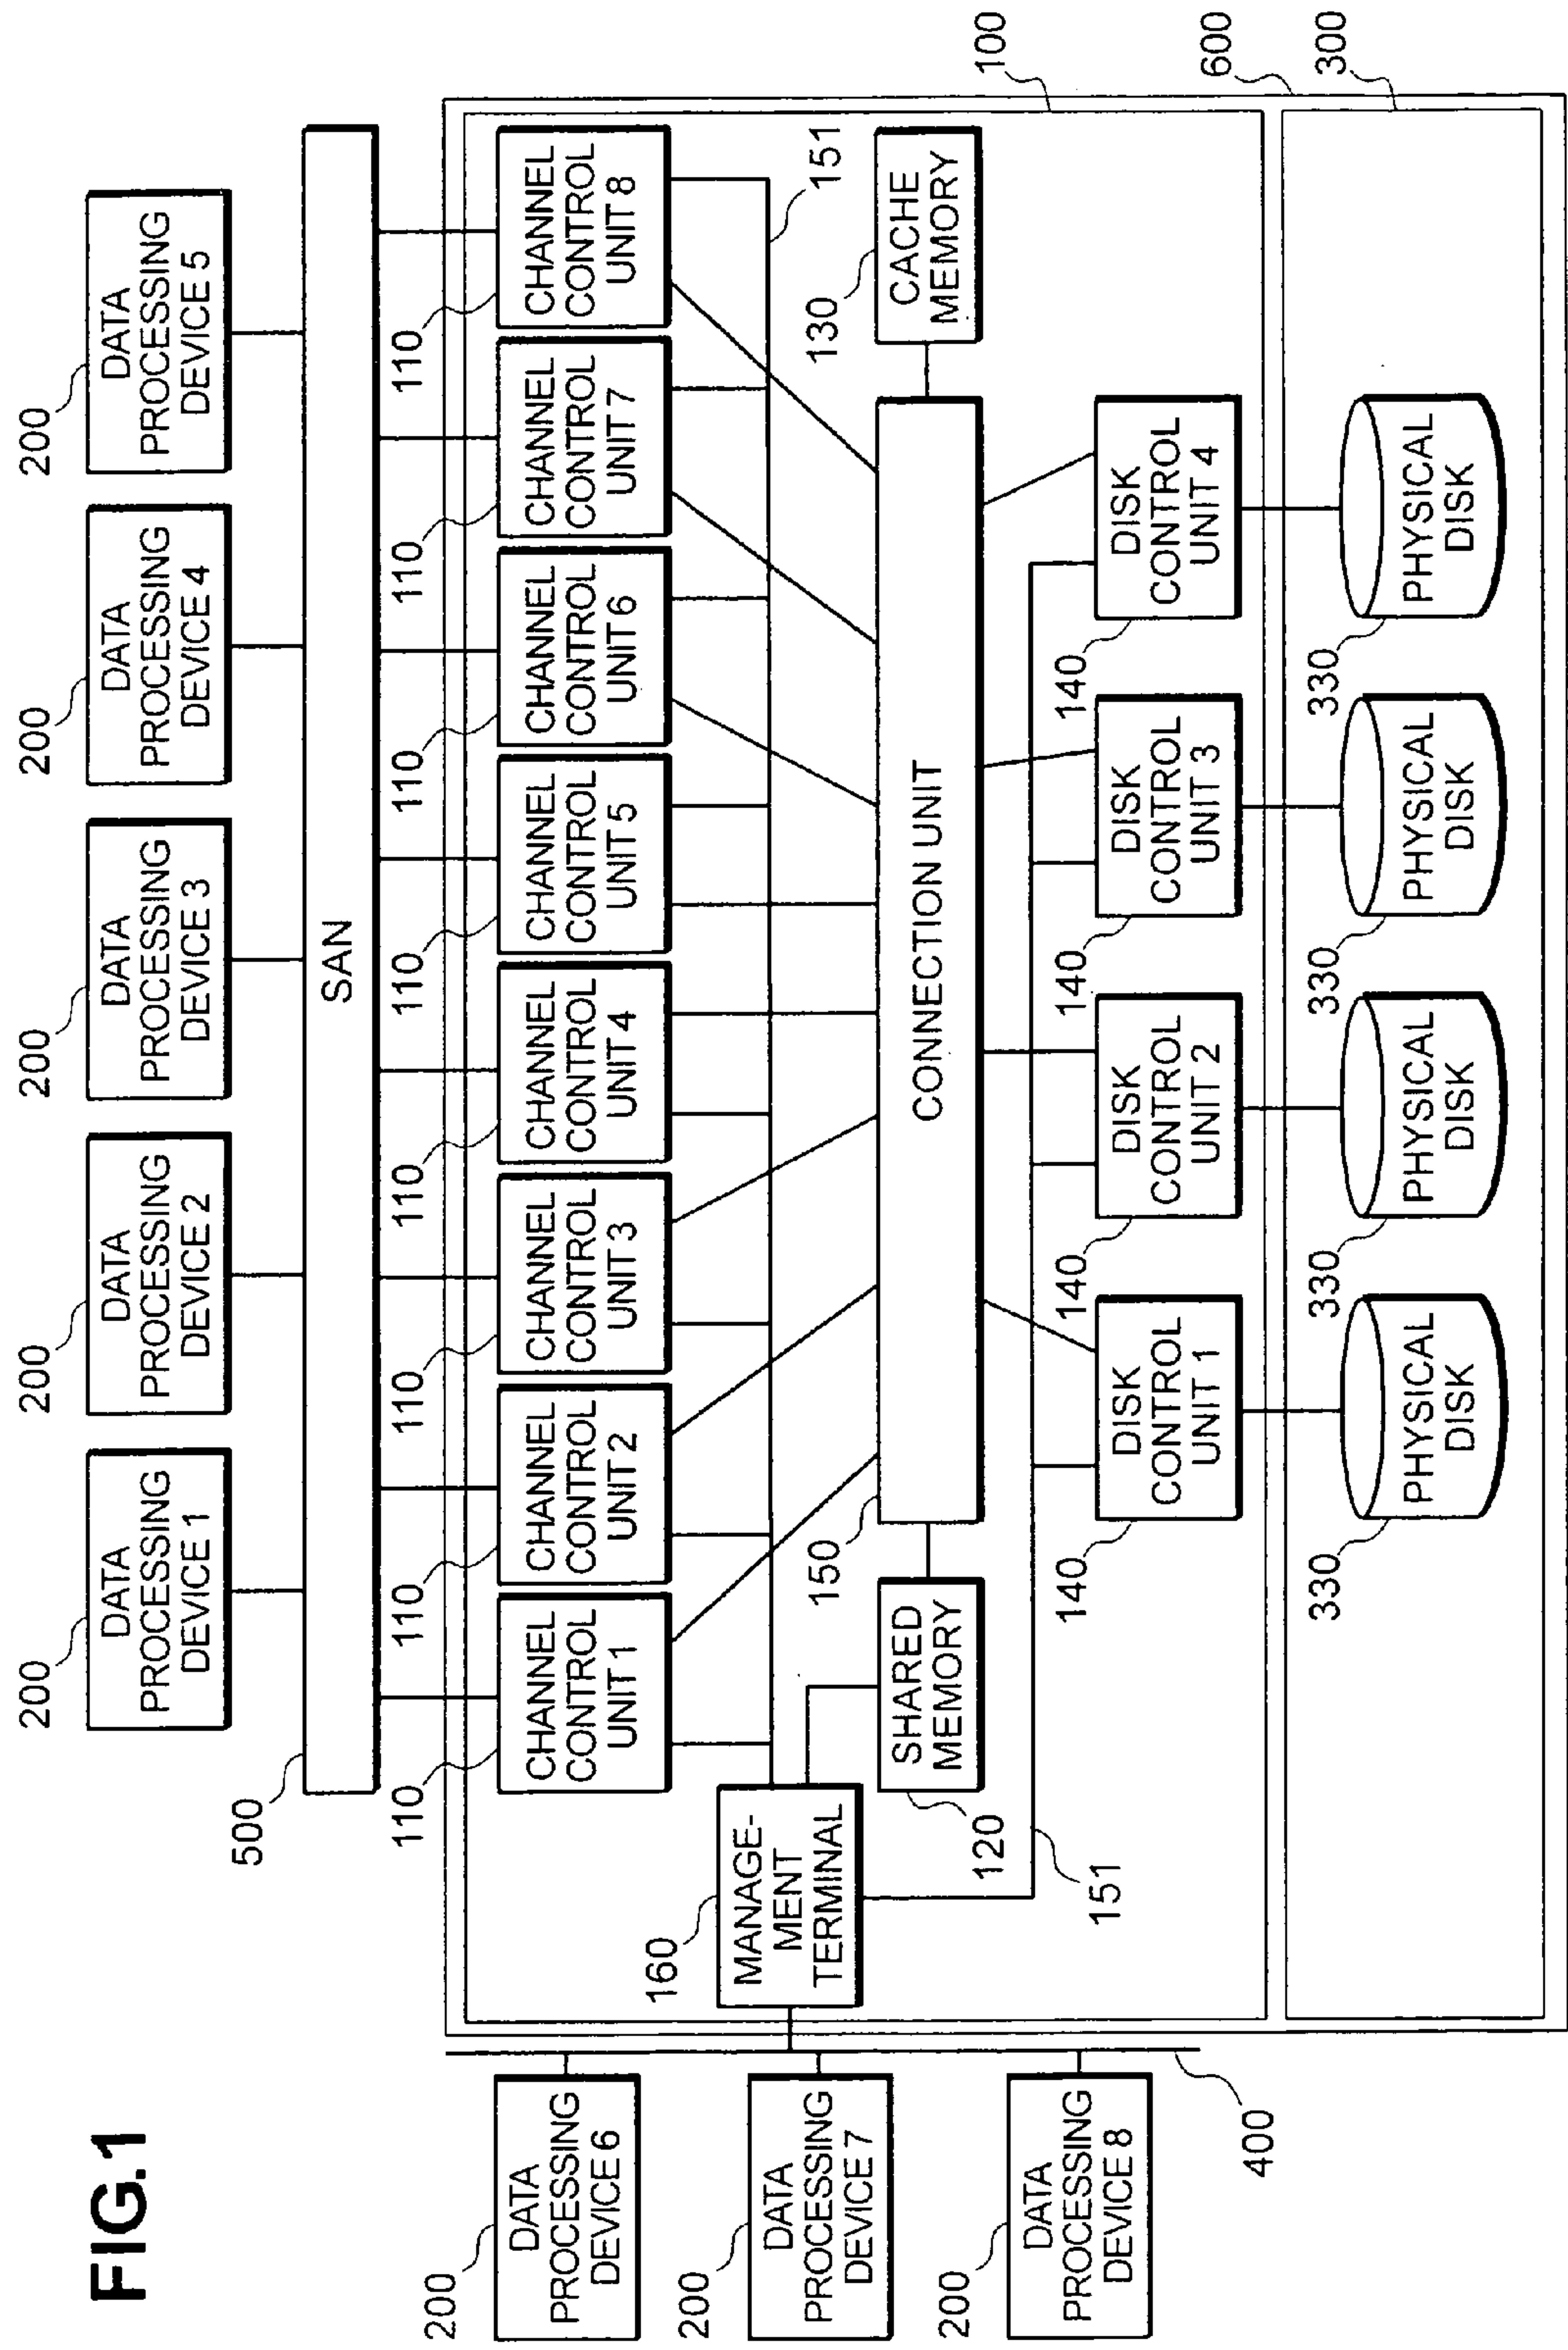 FIG.1
200
200
200
200
200
DATA
PROCESSING
DEVICE 1
DATA
PROCESSING
DEVICE 2
DATA
PROCESSING
DEVICE 3
DATA
PROCESSING
DEVICE 4
DATA
PROCESSING
DEVICE 5
500
SAN
110
110
110
110
110
110
110
110
CHANNEL
CONTROL
UNIT 1
CHANNEL
CONTROL
UNIT 2
CHANNEL
CONTROL
UNIT 3
CHANNEL
CONTROL
UNIT 4
CHANNEL
CONTROL
UNIT 5
CHANNEL
CONTROL
UNIT 6
CHANNEL
CONTROL
UNIT 7
CHANNEL
CONTROL
UNIT 8
200
DATA
PROCESSING
DEVICE 6
160
151
MANAGE-
MENT
TERMINAL
200
DATA
PROCESSING
DEVICE 7
150
130
SHARED
MEMORY
CONNECTION UNIT
CACHE
MEMORY
120
100
200
DATA
PROCESSING
DEVICE 8
151
140
140
140
140
DISK
CONTROL
UNIT 1
DISK
CONTROL
UNIT 2
DISK
CONTROL
UNIT 3
DISK
CONTROL
UNIT 4
400
600
330
330
330
330
300
PHYSICAL
DISK
PHYSICAL
DISK
PHYSICAL
DISK
PHYSICAL
DISK